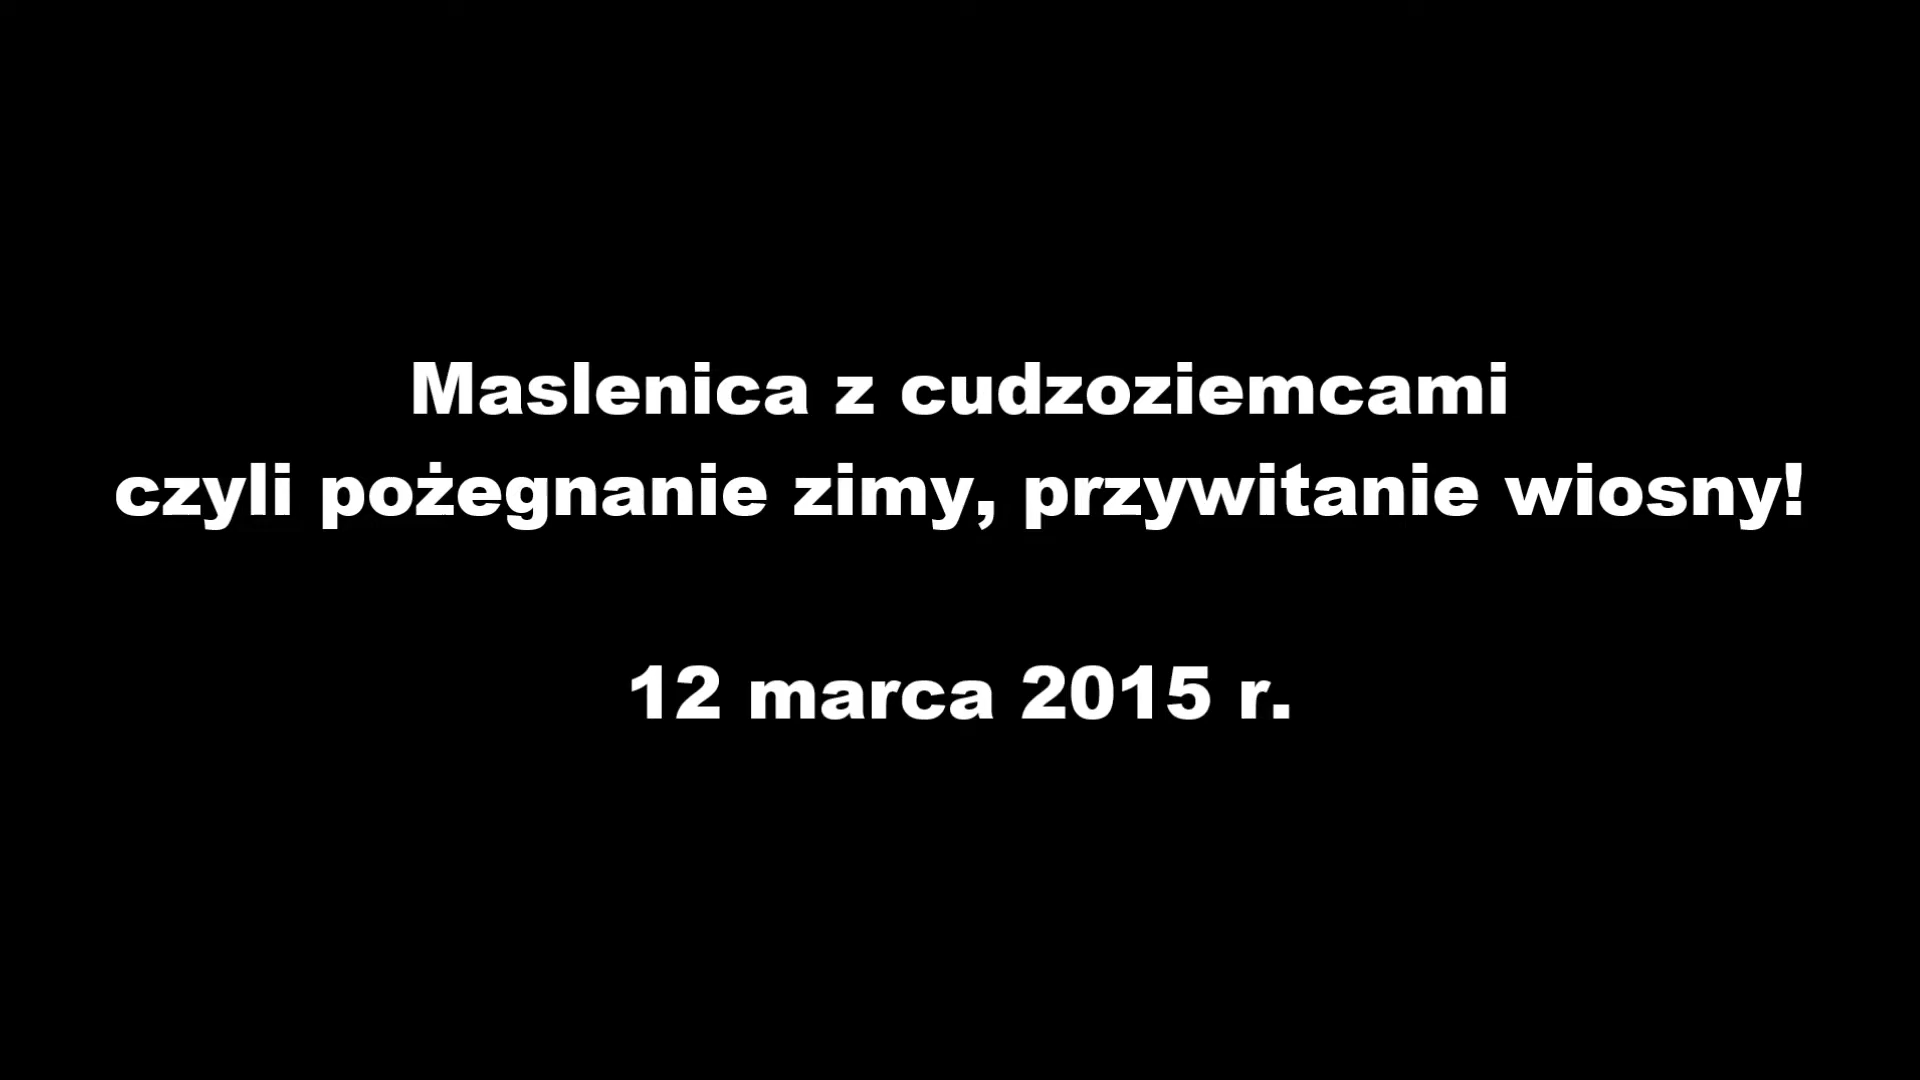 Maslenica z cudzoziemcami
czyli pożegnanie zimy, przywitanie wiosny!
12 marca 2015 r.